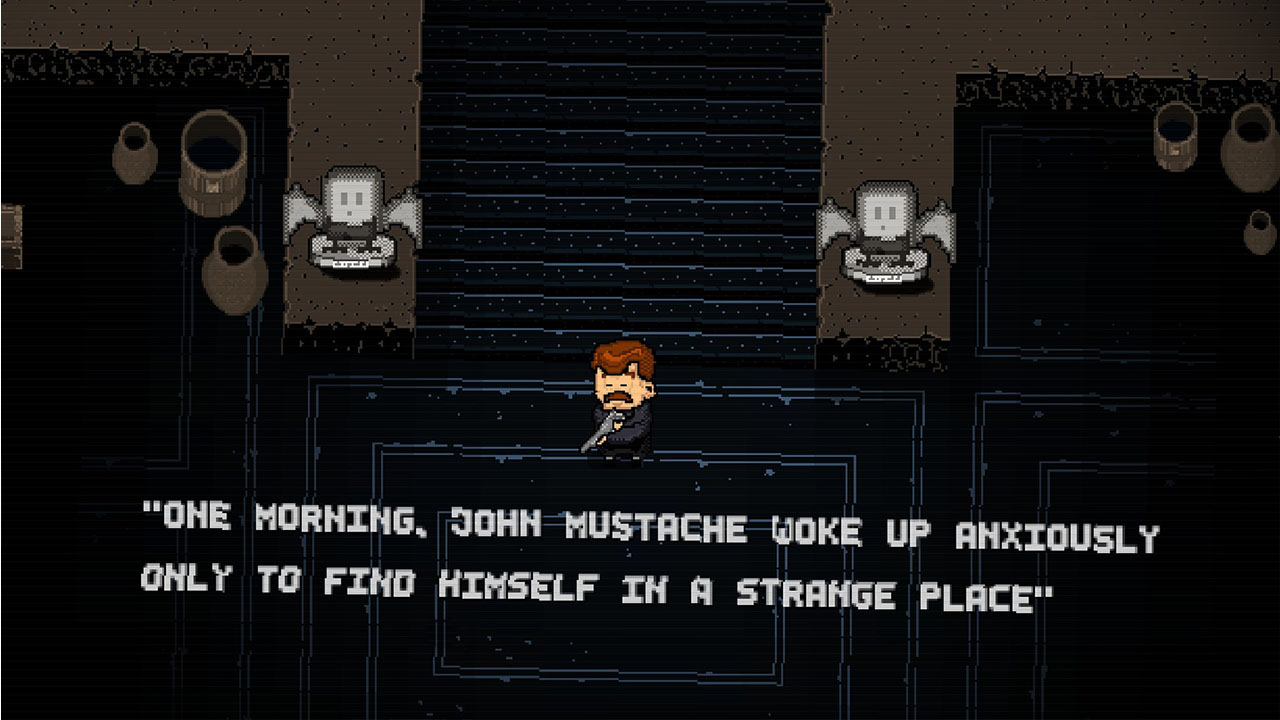 "ONE MORNING, JOHN MUSTACHE WOKE UP ANXIOUSLY
ONLY TO FIND HIMSELF IN A STRANGE PLACE"